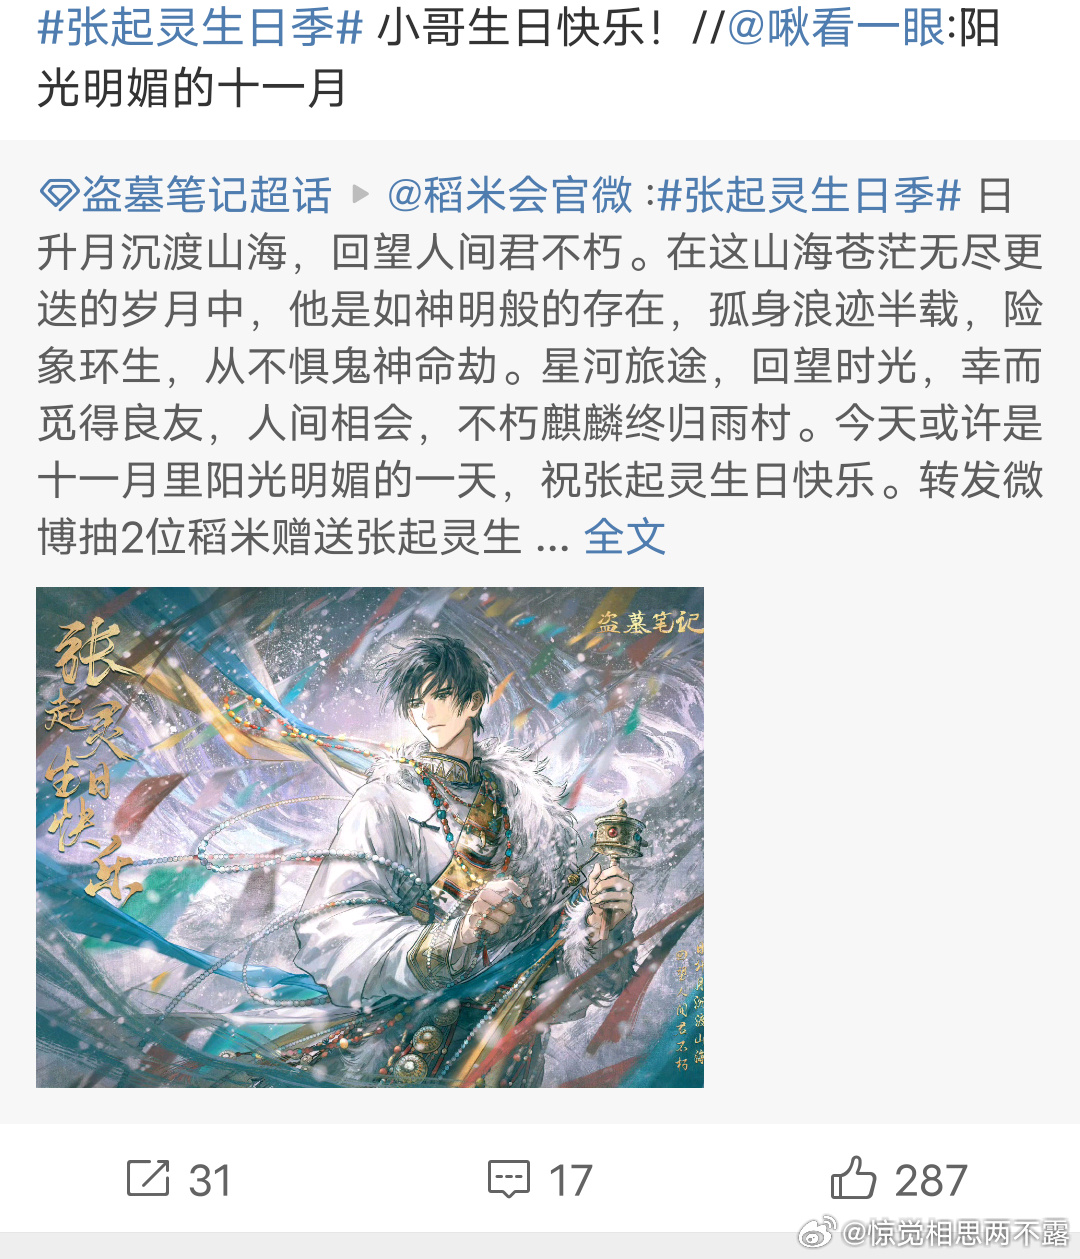 #张起灵生日季# 小哥生日快乐！//@啾看一眼:阳
光明媚的十一月
盗墓笔记超话 ▸ @稻米会官微 :#张起灵生日季# 日
升月沉渡山海，回望人间君不朽。在这山海苍茫无尽更
迭的岁月中，他是如神明般的存在，孤身浪迹半载，险
象环生，从不惧鬼神命劫。星河旅途，回望时光，幸而
觅得良友，人间相会，不朽麒麟终归雨村。今天或许是
十一月里阳光明媚的一天，祝张起灵生日快乐。转发微
博抽2位稻米赠送张起灵生 ... 全文
张起灵生日快乐
盗墓笔记
日升月沉渡山海
回望人间君不朽
31
17
287
@惊觉相思两不露